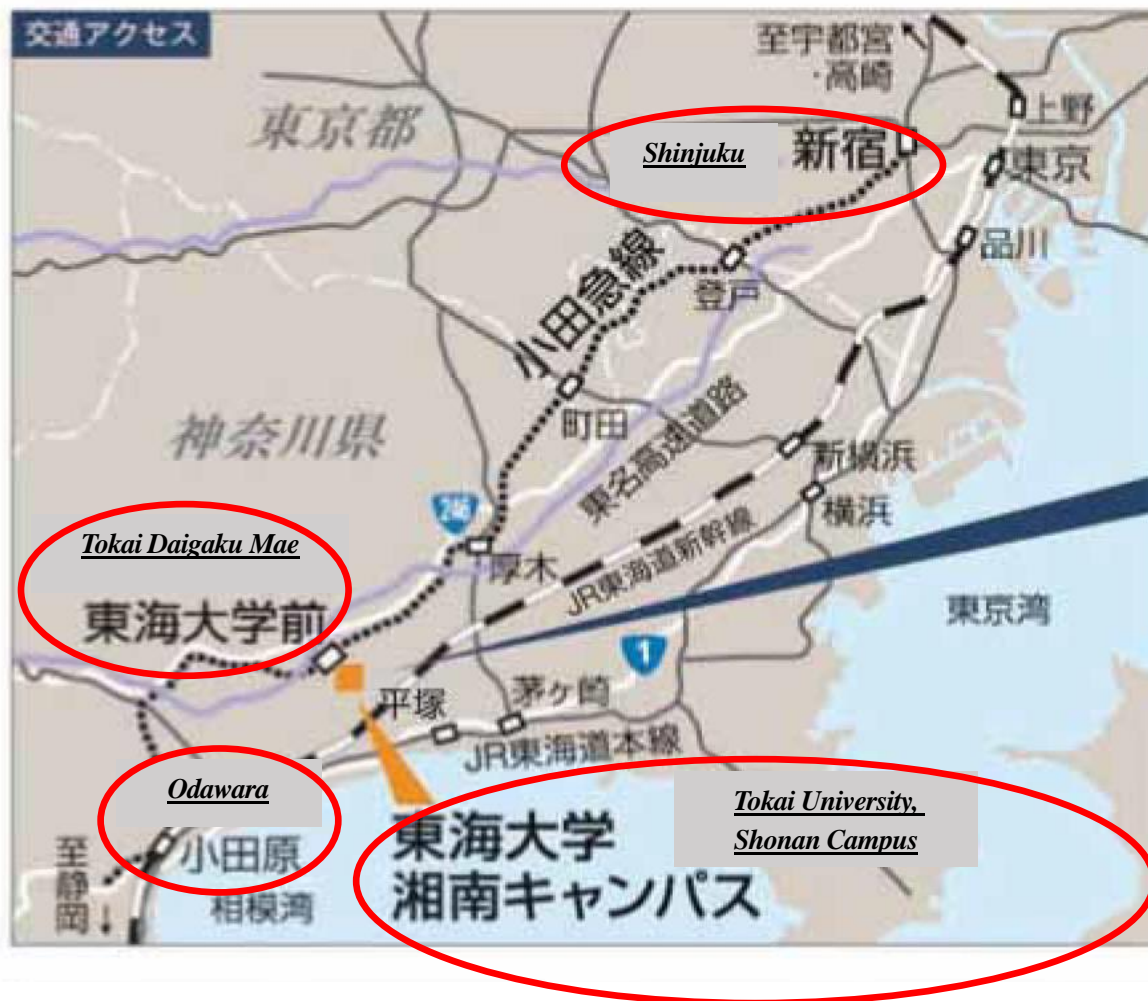 交通アクセス
至宇都宮
・高崎
上野
東京都
Shinjuku
新宿
東京
品川
小田急線
登戸
町田
神奈川県
東名高速道路
新横浜
横浜
246
厚木
JR東海道新幹線
Tokai Daigaku Mae
東海大学前
東京湾
1
平塚
茅ヶ崎
JR東海道本線
Odawara
小田原
至静岡
↓
相模湾
東海大学
湘南キャンパス
Tokai University,
Shonan Campus